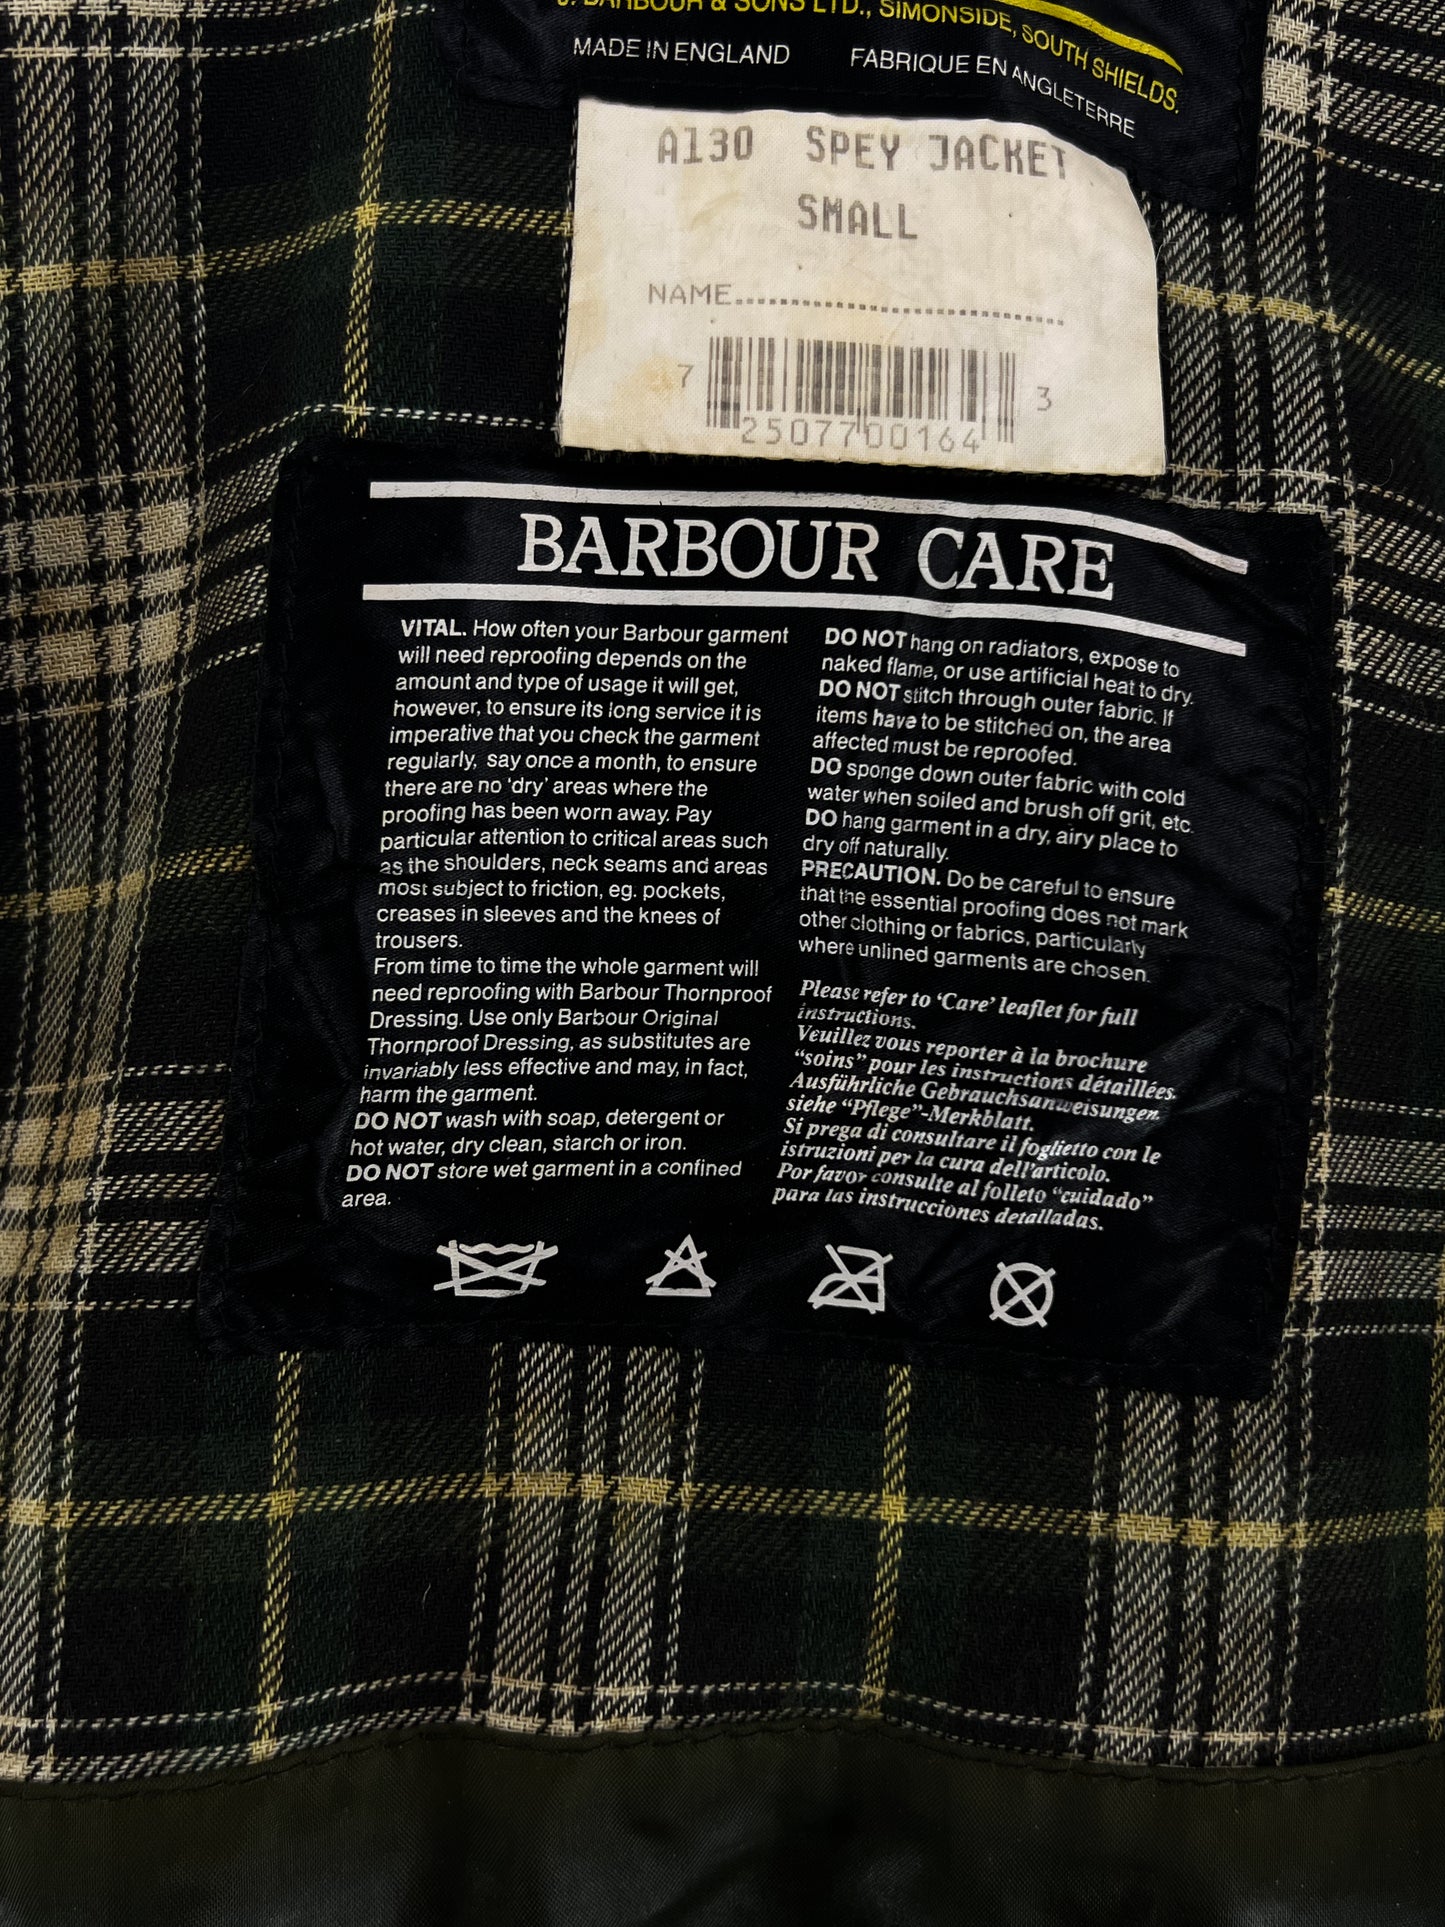 J. BARBOUR & SONS LTD., SIMONSIDE, SOUTH SHIELDS.
MADE IN ENGLAND FABRIQUE EN ANGLETERRE
A130 SPEY JACKET
SMALL
NAME..............................
7 250770 0164 3
BARBOUR CARE
VITAL. How often your Barbour garment
will need reproofing depends on the
amount and type of usage it will get,
however, to ensure its long service it is
imperative that you check the garment
regularly, say once a month, to ensure
there are no ‘dry’ areas where the
proofing has been worn away. Pay
particular attention to critical areas such
as the shoulders, neck seams and areas
most subject to friction, eg. pockets,
creases in sleeves and the knees of
trousers.
From time to time the whole garment will
need reproofing with Barbour Thornproof
Dressing. Use only Barbour Original
Thornproof Dressing, as substitutes are
invariably less effective and may, in fact,
harm the garment.
DO NOT wash with soap, detergent or
hot water, dry clean, starch or iron.
DO NOT store wet garment in a confined
area.
DO NOT hang on radiators, expose to
naked flame, or use artificial heat to dry.
DO NOT stitch through outer fabric. If
items have to be stitched on, the area
affected must be reproofed.
DO sponge down outer fabric with cold
water when soiled and brush off grit, etc.
DO hang garment in a dry, airy place to
dry off naturally.
PRECAUTION. Do be careful to ensure
that the essential proofing does not mark
other clothing or fabrics, particularly
where unlined garments are chosen.
Please refer to ‘Care’ leaflet for full
instructions.
Veuillez vous reporter à la brochure
“soins” pour les instructions détaillées.
Ausführliche Gebrauchsanweisungen
siehe “Pflege”-Merkblatt.
Si prega di consultare il foglietto con le
istruzioni per la cura dell'articolo.
Por favor consulte al folleto “cuidado”
para las instrucciones detalladas.